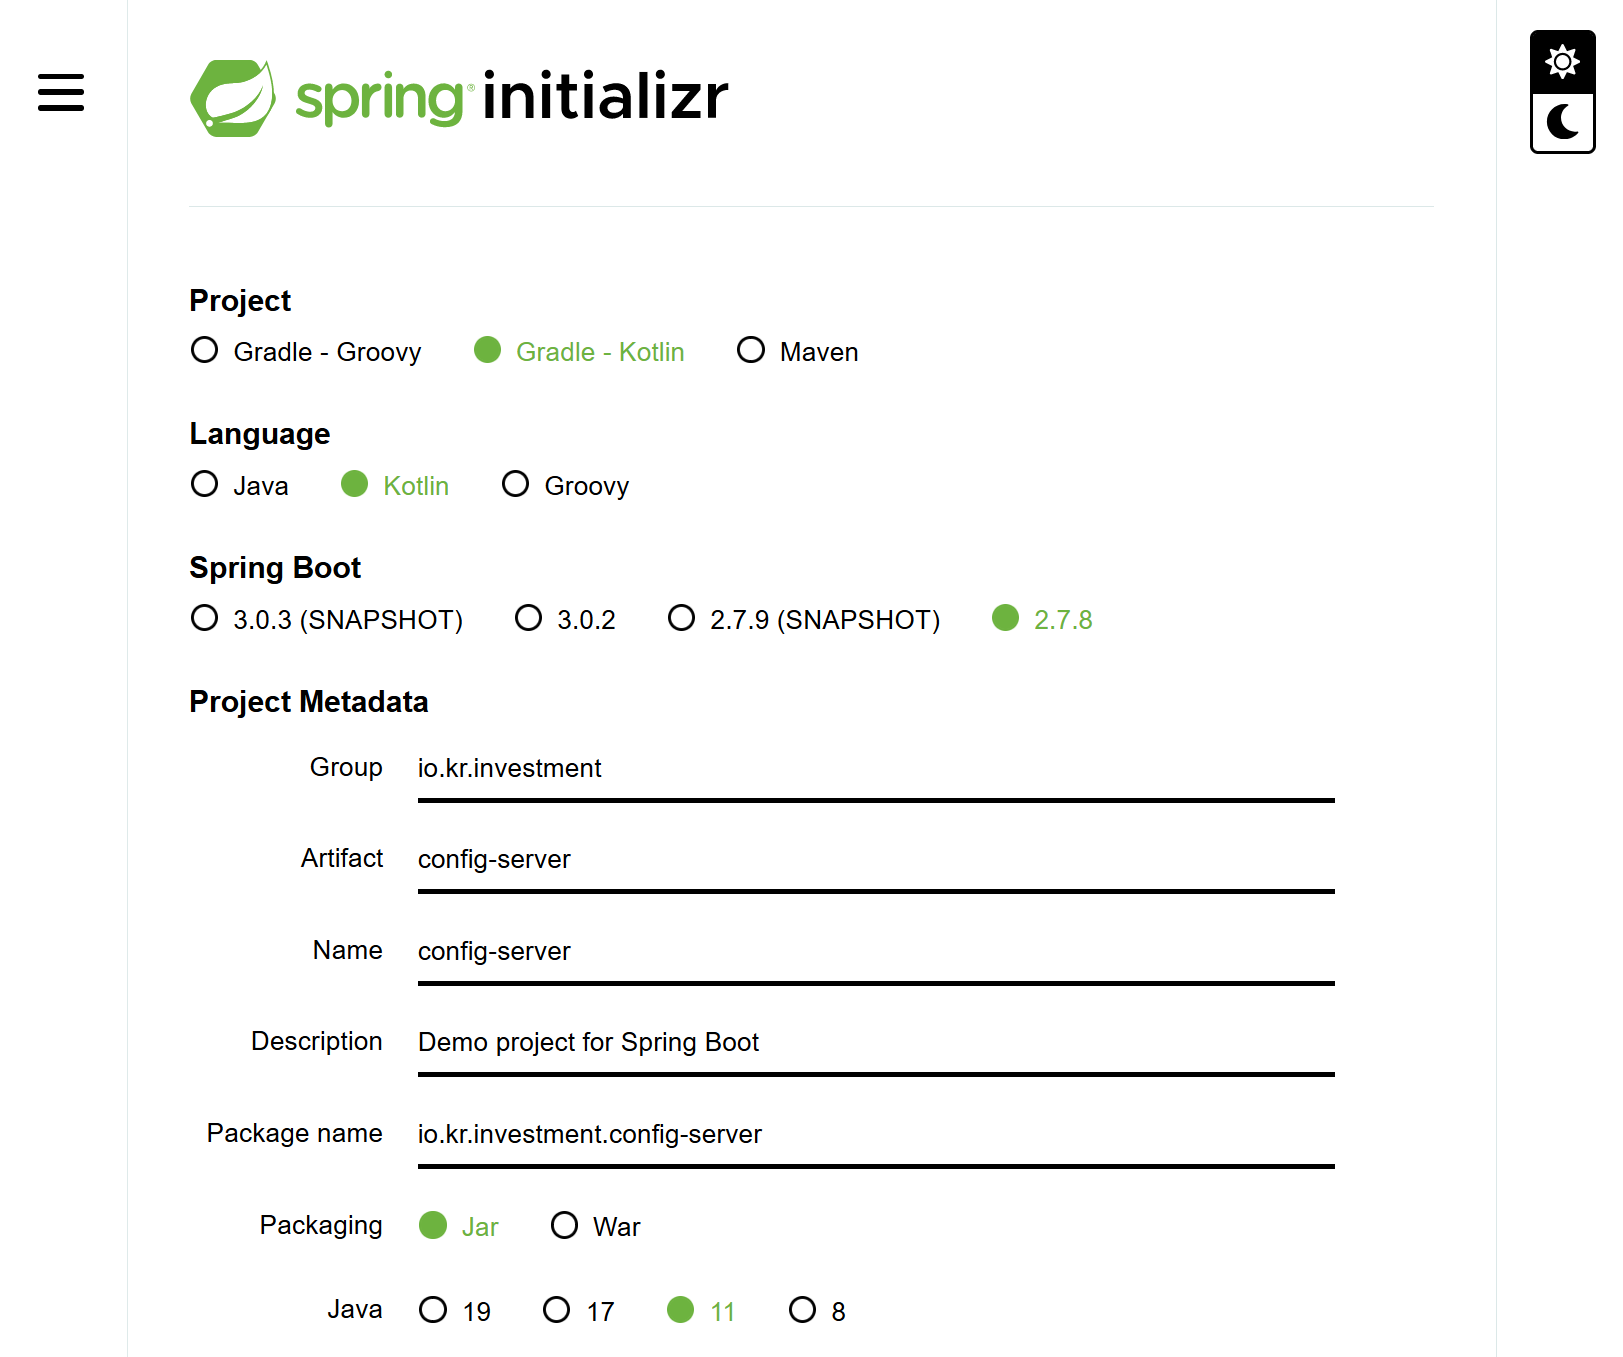 spring® initializr
Project
Gradle - Groovy Gradle - Kotlin Maven
Language
Java Kotlin Groovy
Spring Boot
3.0.3 (SNAPSHOT) 3.0.2 2.7.9 (SNAPSHOT) 2.7.8
Project Metadata
Group io.kr.investment
Artifact config-server
Name config-server
Description Demo project for Spring Boot
Package name io.kr.investment.config-server
Packaging Jar War
Java 19 17 11 8